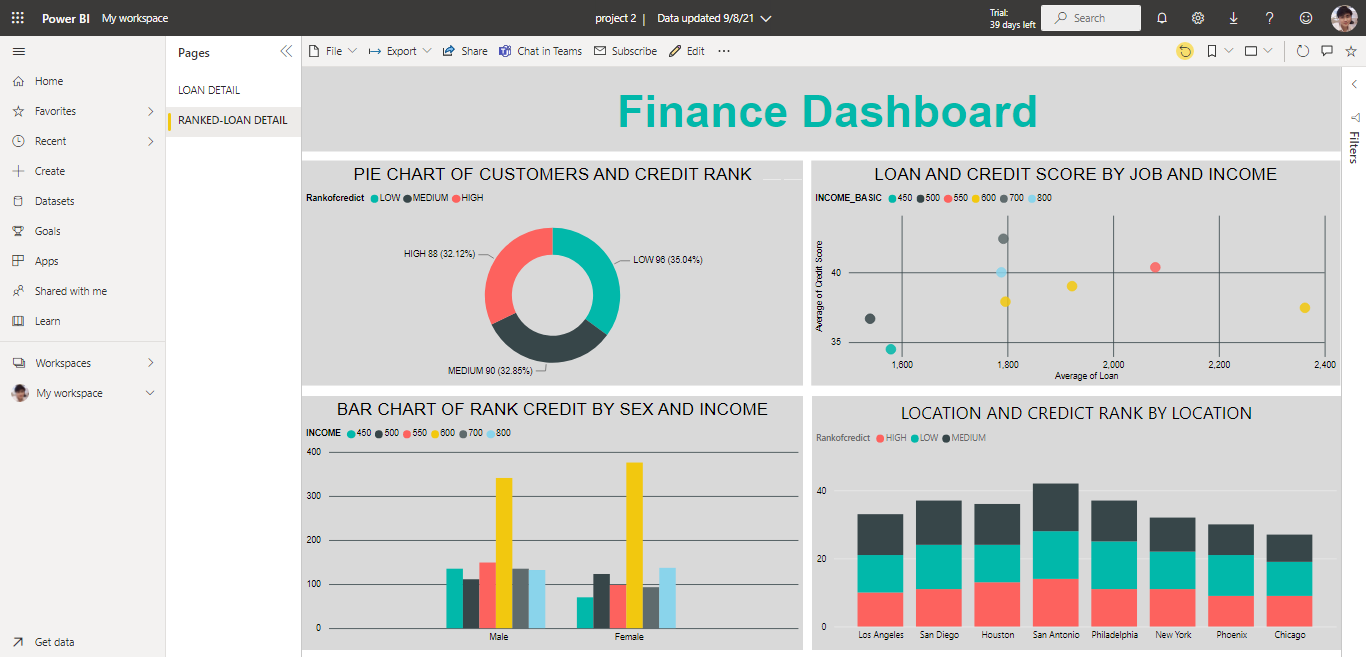 Power BI My workspace
project 2 | Data updated 9/8/21
Trial:
39 days left
Search
Home
Favorites
Recent
Create
Datasets
Goals
Apps
Shared with me
Learn
Workspaces
My workspace
Get data
Pages
LOAN DETAIL
RANKED-LOAN DETAIL
File Export Share Chat in Teams Subscribe Edit ...
Filters
Finance Dashboard
PIE CHART OF CUSTOMERS AND CREDIT RANK
Rankofcredict LOW MEDIUM HIGH
HIGH 88 (32.12%)
LOW 96 (35.04%)
MEDIUM 90 (32.85%)
LOAN AND CREDIT SCORE BY JOB AND INCOME
INCOME_BASIC 450 500 550 600 700 800
Average of Credit Score
40
35
1,600 1,800 2,000 2,200 2,400
Average of Loan
BAR CHART OF RANK CREDIT BY SEX AND INCOME
INCOME 450 500 550 600 700 800
400
300
200
100
0
Male Female
LOCATION AND CREDICT RANK BY LOCATION
Rankofcredict HIGH LOW MEDIUM
40
20
0
Los Angeles San Diego Houston San Antonio Philadelphia New York Phoenix Chicago